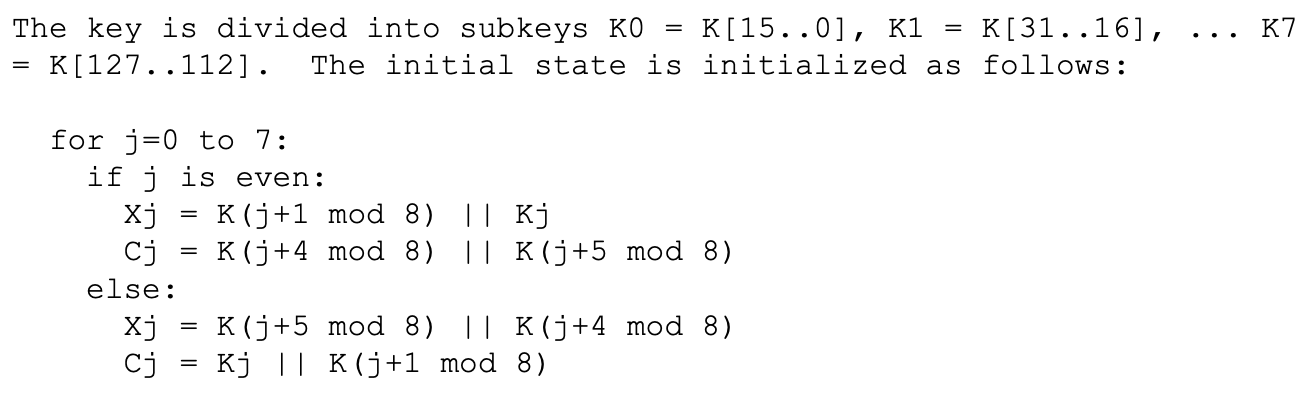 The key is divided into subkeys K0 = K[15..0], K1 = K[31..16], ... K7
= K[127..112].  The initial state is initialized as follows:

  for j=0 to 7:
    if j is even:
      Xj = K(j+1 mod 8) || Kj
      Cj = K(j+4 mod 8) || K(j+5 mod 8)
    else:
      Xj = K(j+5 mod 8) || K(j+4 mod 8)
      Cj = Kj || K(j+1 mod 8)